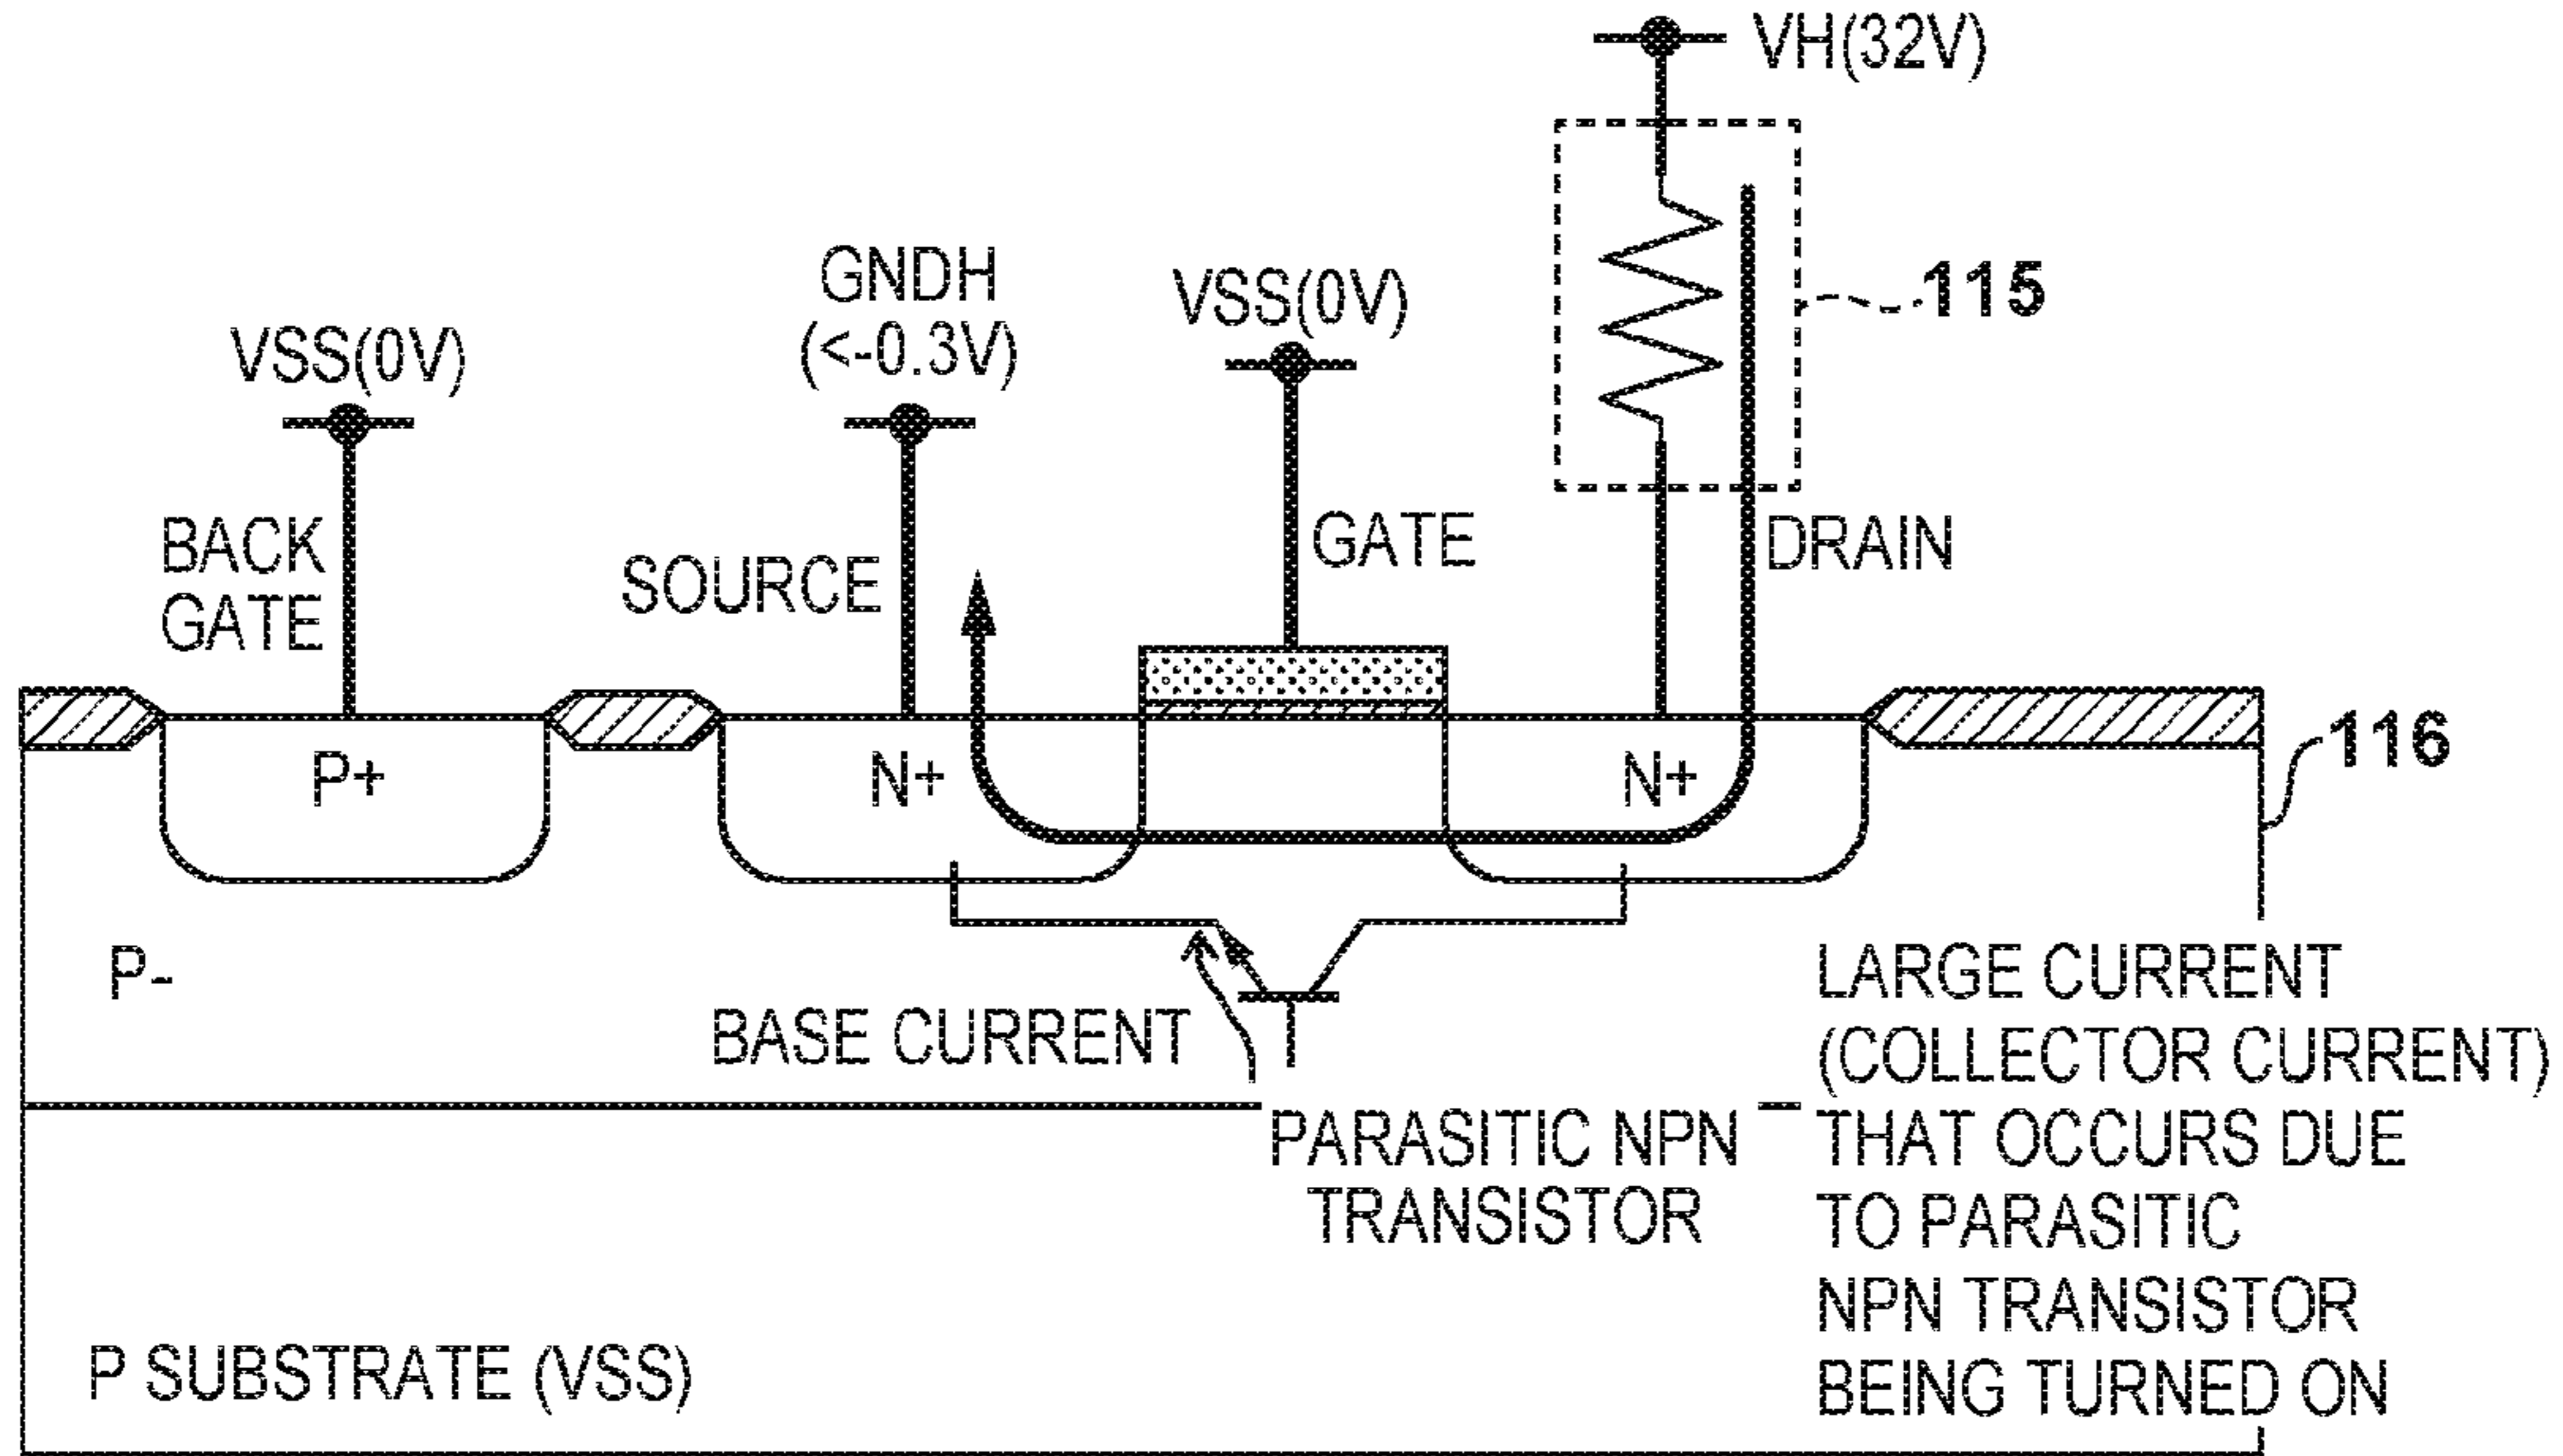 VH(32V)
115
GNDH
(<-0.3V)
VSS(0V)
VSS(0V)
BACK
GATE
SOURCE
GATE
DRAIN
P+
N+
N+
116
P-
BASE CURRENT
PARASITIC NPN
TRANSISTOR
LARGE CURRENT
(COLLECTOR CURRENT)
THAT OCCURS DUE
TO PARASITIC
NPN TRANSISTOR
BEING TURNED ON
P SUBSTRATE (VSS)